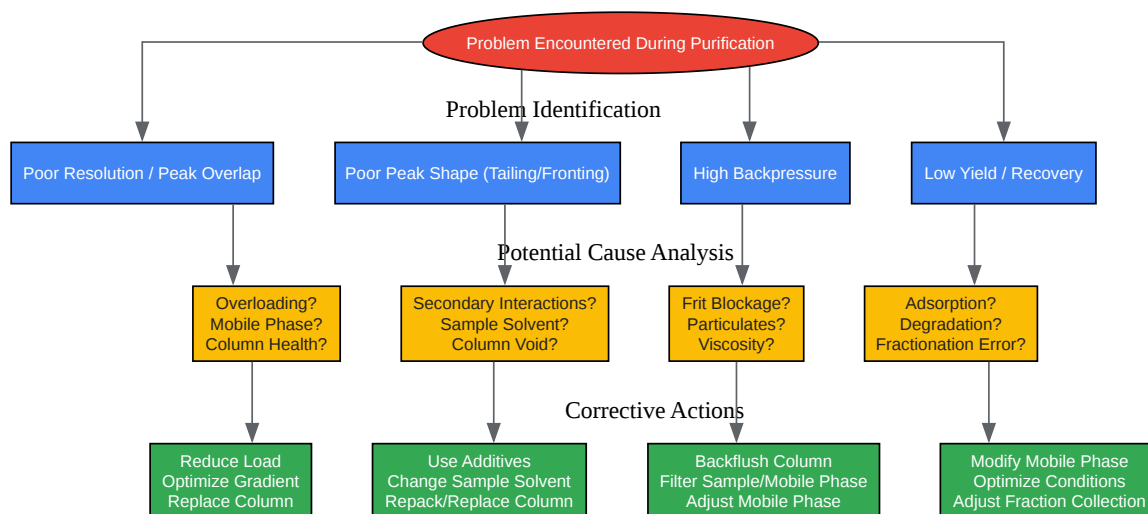 Problem Encountered During Purification
Problem Identification
Poor Resolution / Peak Overlap
Poor Peak Shape (Tailing/Fronting)
High Backpressure
Low Yield / Recovery
Potential Cause Analysis
Overloading?
Mobile Phase?
Column Health?
Secondary Interactions?
Sample Solvent?
Column Void?
Frit Blockage?
Particulates?
Viscosity?
Adsorption?
Degradation?
Fractionation Error?
Corrective Actions
Reduce Load
Optimize Gradient
Replace Column
Use Additives
Change Sample Solvent
Repack/Replace Column
Backflush Column
Filter Sample/Mobile Phase
Adjust Mobile Phase
Modify Mobile Phase
Optimize Conditions
Adjust Fraction Collection